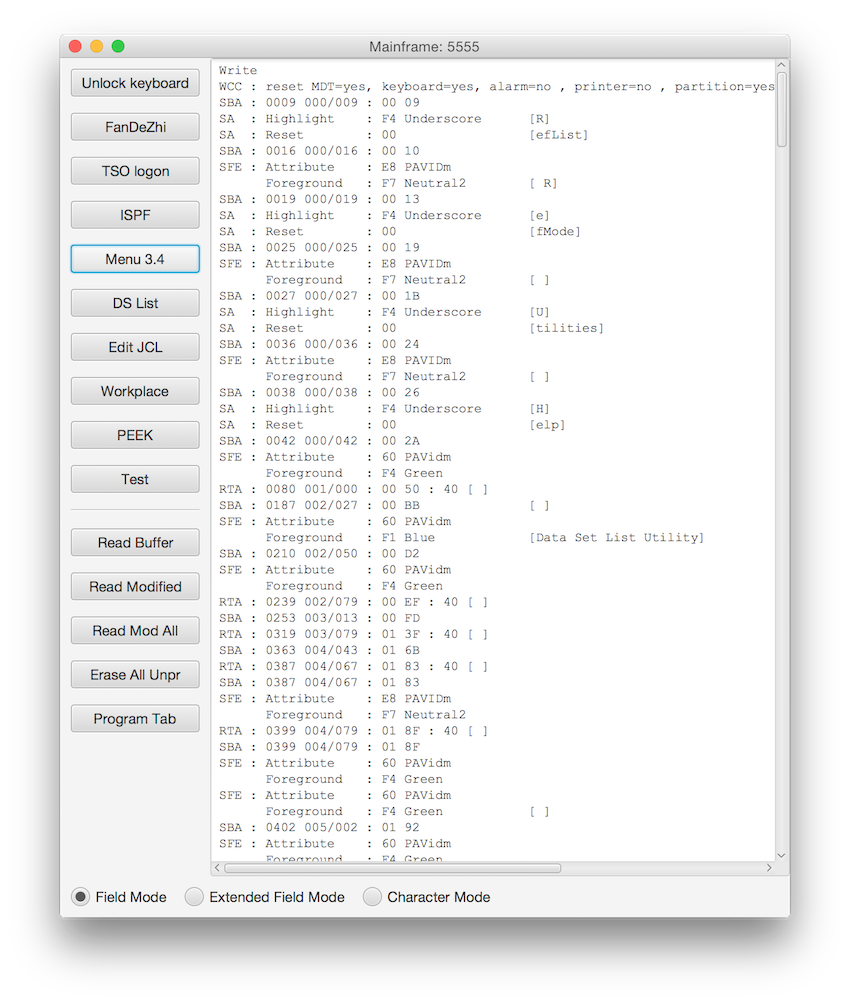 Mainframe: 5555
Unlock keyboard
FanDeZhi
TSO logon
ISPF
Menu 3.4
DS List
Edit JCL
Workplace
PEEK
Test
Read Buffer
Read Modified
Read Mod All
Erase All Unpr
Program Tab
Write
WCC : reset MDT=yes, keyboard=yes, alarm=no , printer=no , partition=yes
SBA : 0009 000/009 : 00 09
SA  : Highlight    : F4 Underscore      [R]
SA  : Reset        : 00                 [efList]
SBA : 0016 000/016 : 00 10
SFE : Attribute    : E8 PAVIDm
      Foreground   : F7 Neutral2        [ R]
SBA : 0019 000/019 : 00 13
SA  : Highlight    : F4 Underscore      [e]
SA  : Reset        : 00                 [fMode]
SBA : 0025 000/025 : 00 19
SFE : Attribute    : E8 PAVIDm
      Foreground   : F7 Neutral2        [ ]
SBA : 0027 000/027 : 00 1B
SA  : Highlight    : F4 Underscore      [U]
SA  : Reset        : 00                 [tilities]
SBA : 0036 000/036 : 00 24
SFE : Attribute    : E8 PAVIDm
      Foreground   : F7 Neutral2        [ ]
SBA : 0038 000/038 : 00 26
SA  : Highlight    : F4 Underscore      [H]
SA  : Reset        : 00                 [elp]
SBA : 0042 000/042 : 00 2A
SFE : Attribute    : 60 PAVidm
      Foreground   : F4 Green
RTA : 0080 001/000 : 00 50 : 40 [ ]
SBA : 0187 002/027 : 00 BB              [ ]
SFE : Attribute    : 60 PAVidm
      Foreground   : F1 Blue            [Data Set List Utility]
SBA : 0210 002/050 : 00 D2
SFE : Attribute    : 60 PAVidm
      Foreground   : F4 Green
RTA : 0239 002/079 : 00 EF : 40 [ ]
SBA : 0253 003/013 : 00 FD
RTA : 0319 003/079 : 01 3F : 40 [ ]
SBA : 0363 004/043 : 01 6B
RTA : 0387 004/067 : 01 83 : 40 [ ]
SBA : 0387 004/067 : 01 83
SFE : Attribute    : E8 PAVIDm
      Foreground   : F7 Neutral2
RTA : 0399 004/079 : 01 8F : 40 [ ]
SBA : 0399 004/079 : 01 8F
SFE : Attribute    : 60 PAVidm
      Foreground   : F4 Green
SFE : Attribute    : 60 PAVidm
      Foreground   : F4 Green           [ ]
SBA : 0402 005/002 : 01 92
SFE : Attribute    : 60 PAVidm
      Foreground   : F4 Green
Field Mode
Extended Field Mode
Character Mode